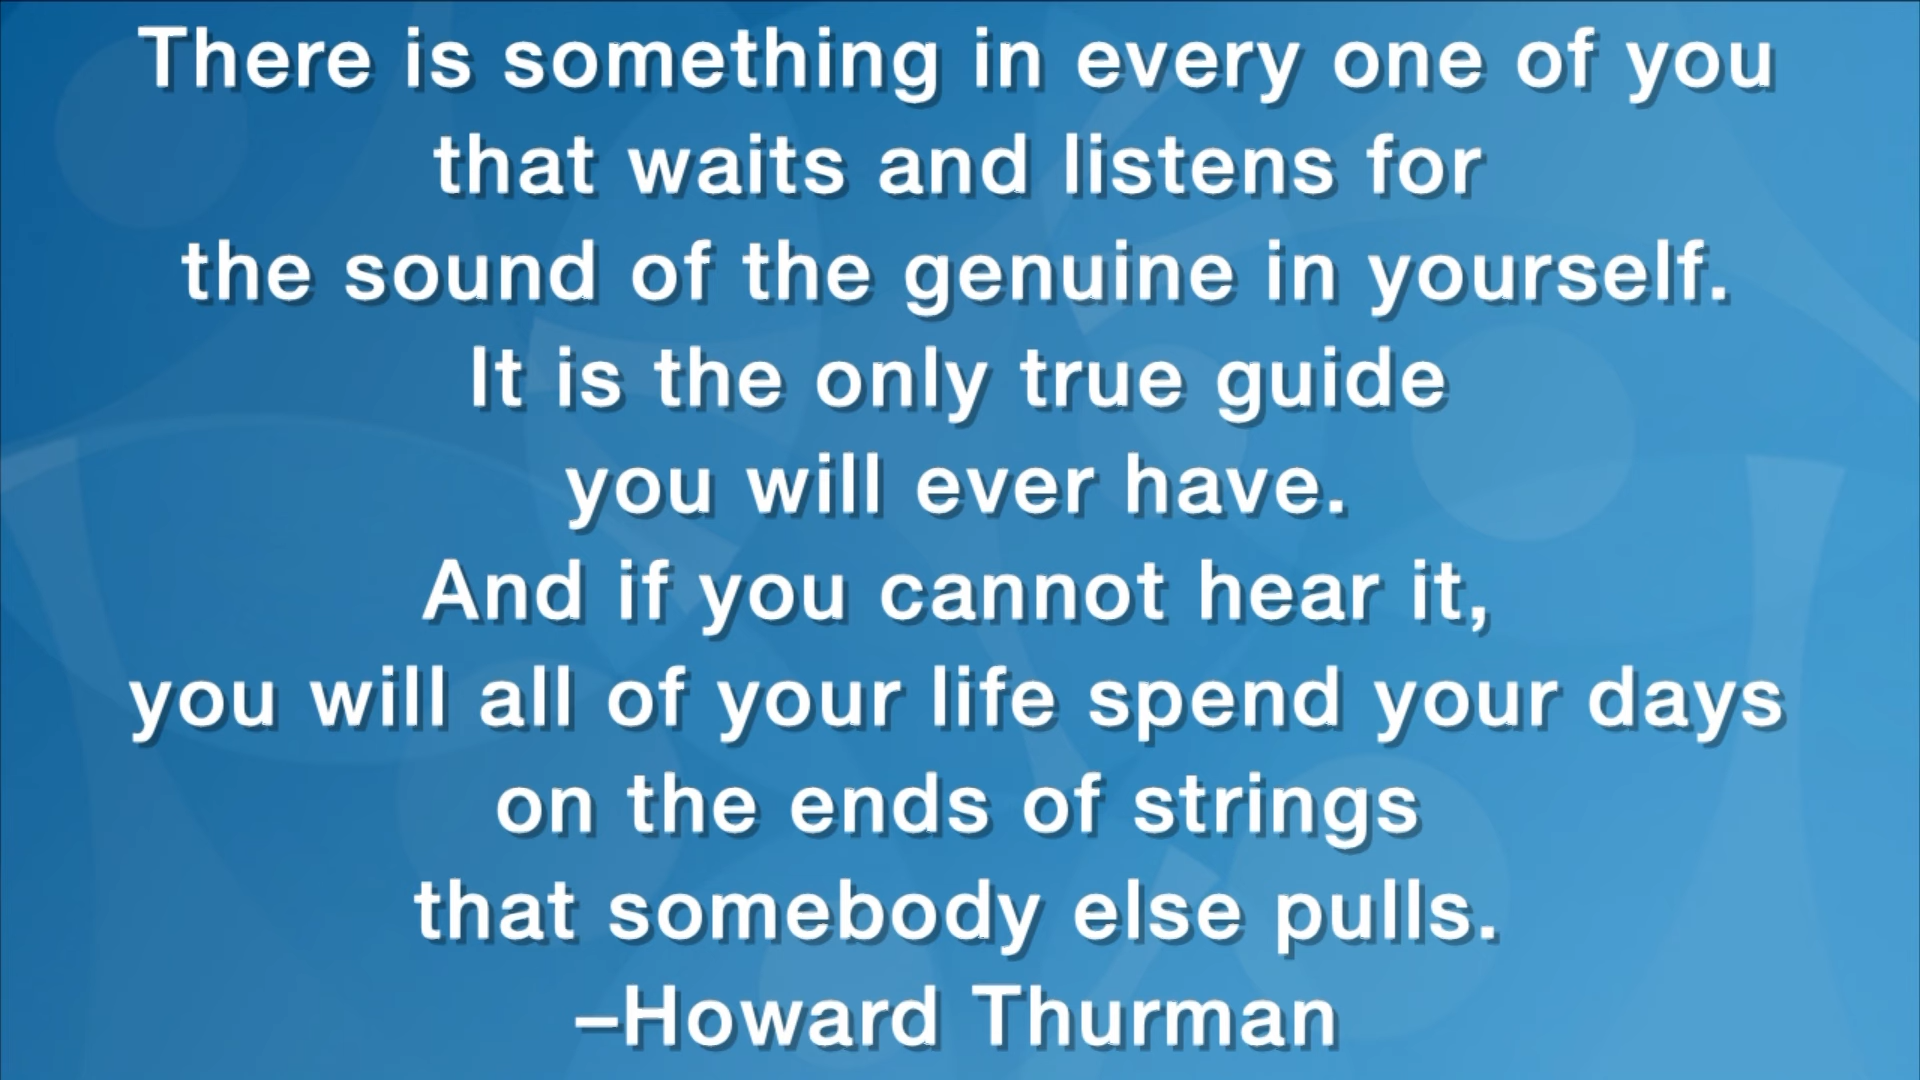 There is something in every one of you
that waits and listens for
the sound of the genuine in yourself.
It is the only true guide
you will ever have.
And if you cannot hear it,
you will all of your life spend your days
on the ends of strings
that somebody else pulls.
–Howard Thurman